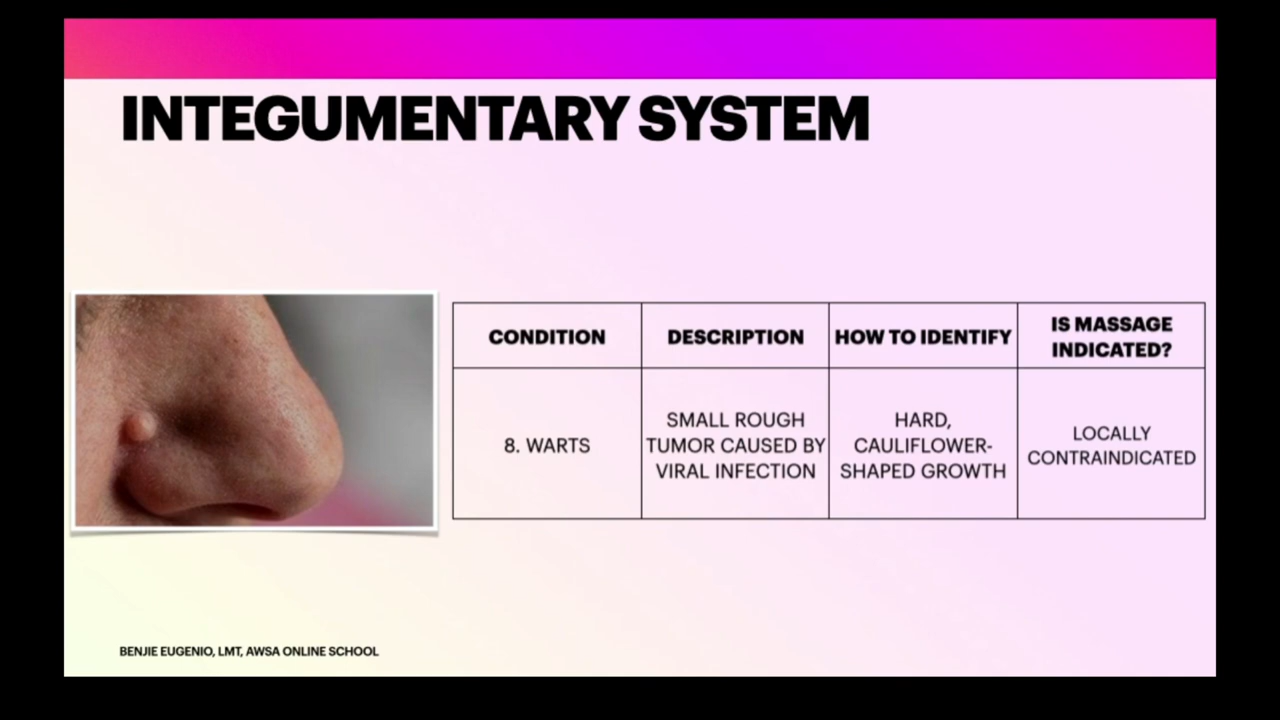 INTEGUMENTARY SYSTEM
CONDITION
DESCRIPTION
HOW TO IDENTIFY
IS MASSAGE
INDICATED?
8. WARTS
SMALL ROUGH
TUMOR CAUSED BY
VIRAL INFECTION
HARD,
CAULIFLOWER-
SHAPED GROWTH
LOCALLY
CONTRAINDICATED
BENJIE EUGENIO, LMT, AWSA ONLINE SCHOOL